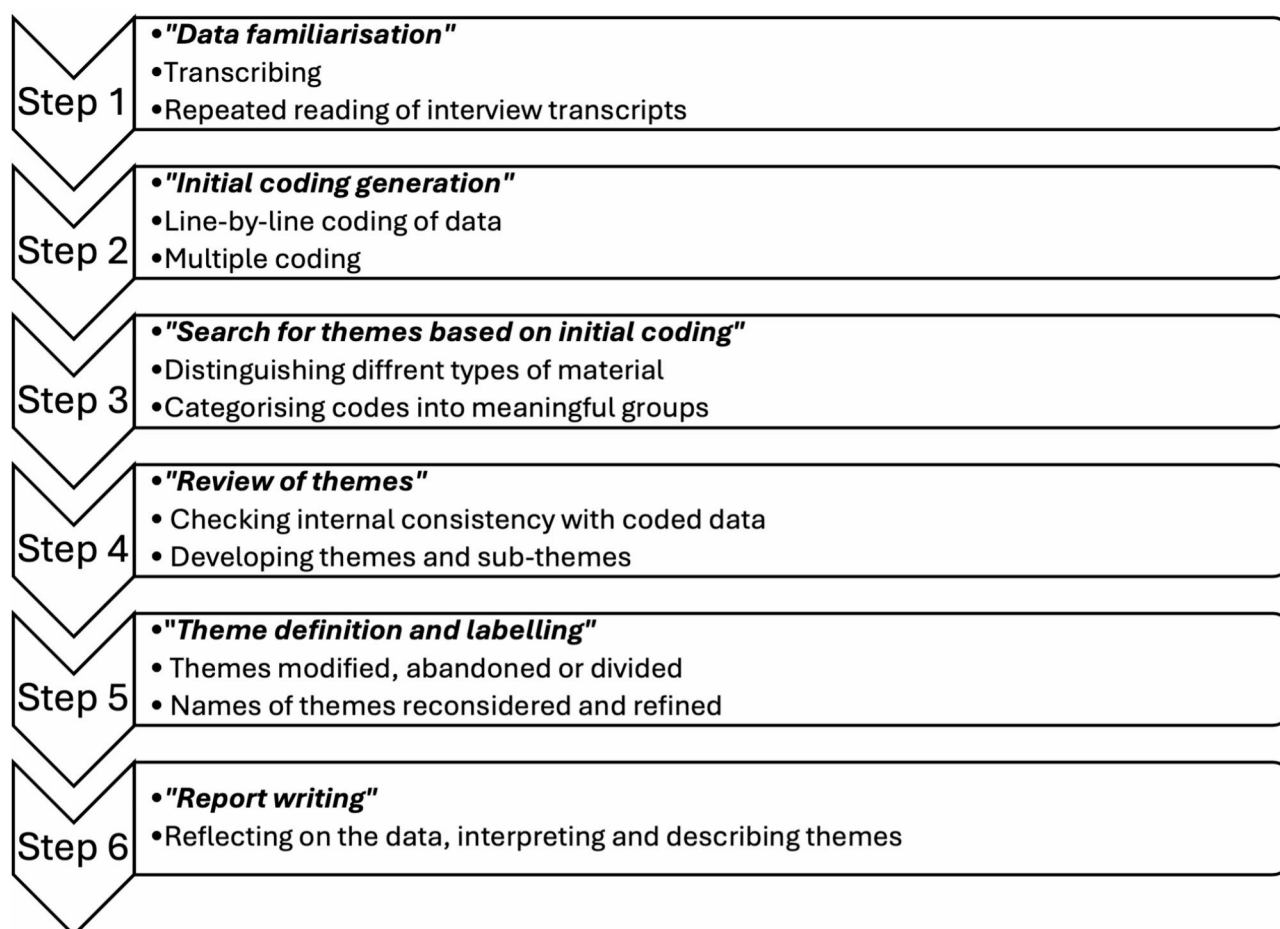 Step 1
•"Data familiarisation"
•Transcribing
•Repeated reading of interview transcripts
Step 2
•"Initial coding generation"
•Line-by-line coding of data
•Multiple coding
Step 3
•"Search for themes based on initial coding"
•Distinguishing diffrent types of material
•Categorising codes into meaningful groups
Step 4
•"Review of themes"
• Checking internal consistency with coded data
• Developing themes and sub-themes
Step 5
•"Theme definition and labelling"
• Themes modified, abandoned or divided
• Names of themes reconsidered and refined
Step 6
•"Report writing"
•Reflecting on the data, interpreting and describing themes